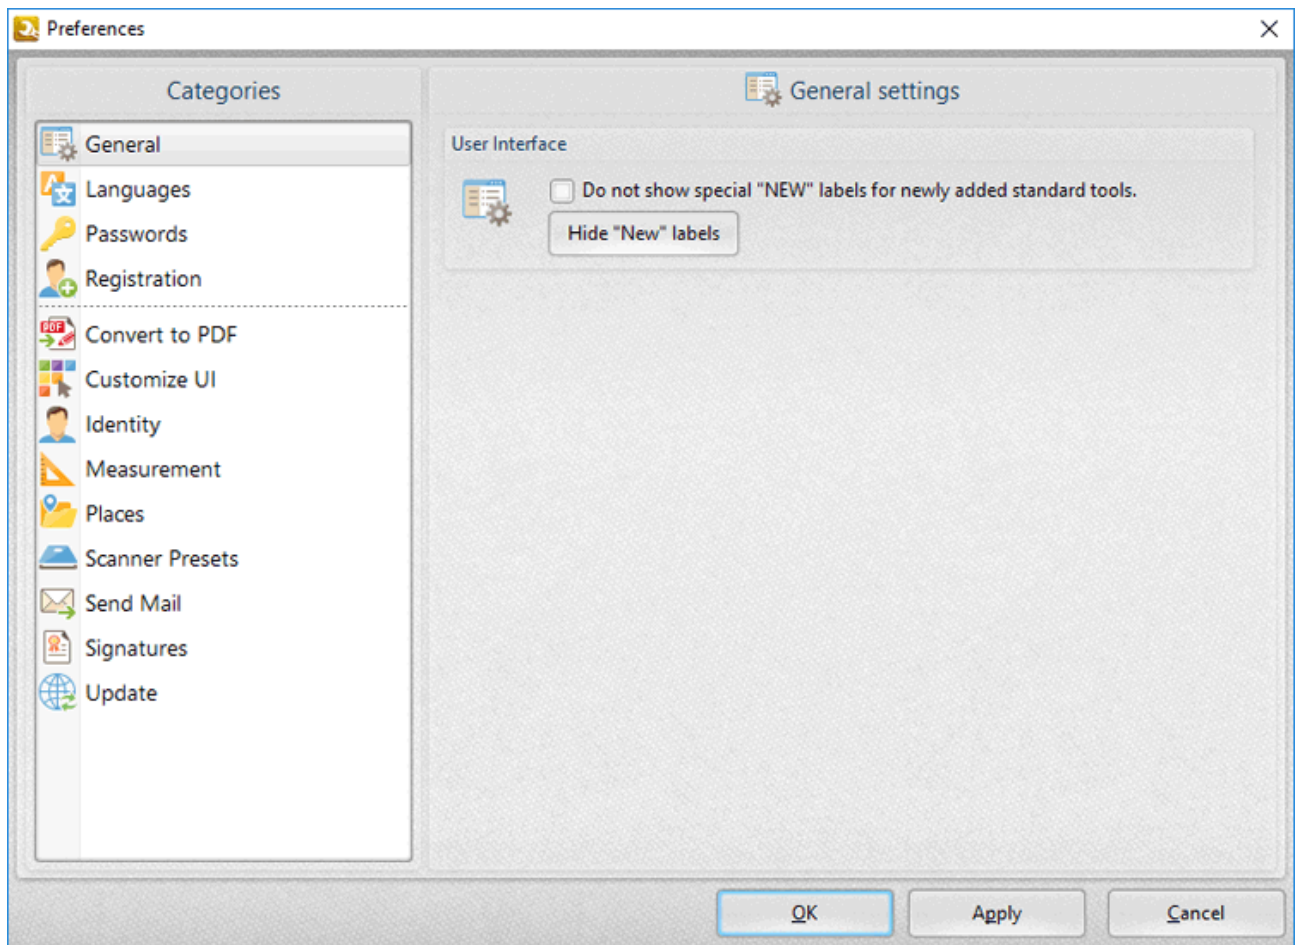 Preferences
Categories
General
Languages
Passwords
Registration
Convert to PDF
Customize UI
Identity
Measurement
Places
Scanner Presets
Send Mail
Signatures
Update
General settings
User Interface
Do not show special "NEW" labels for newly added standard tools.
Hide "New" labels
OK
Apply
Cancel